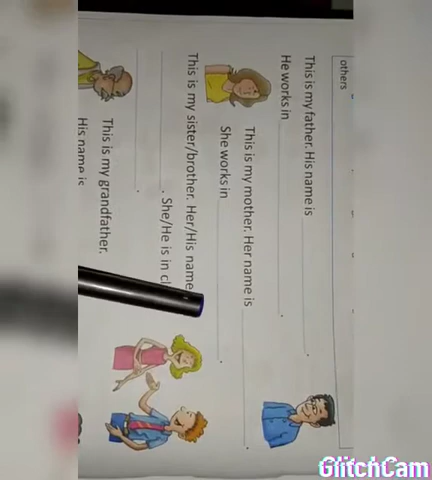 others
This is my father. His name is
.
He works in
.
This is my mother. Her name is
.
She works in
.
This is my sister/brother. Her/His name
. She/He is in cl
.
This is my grandfather.
His name is
GlitchCam